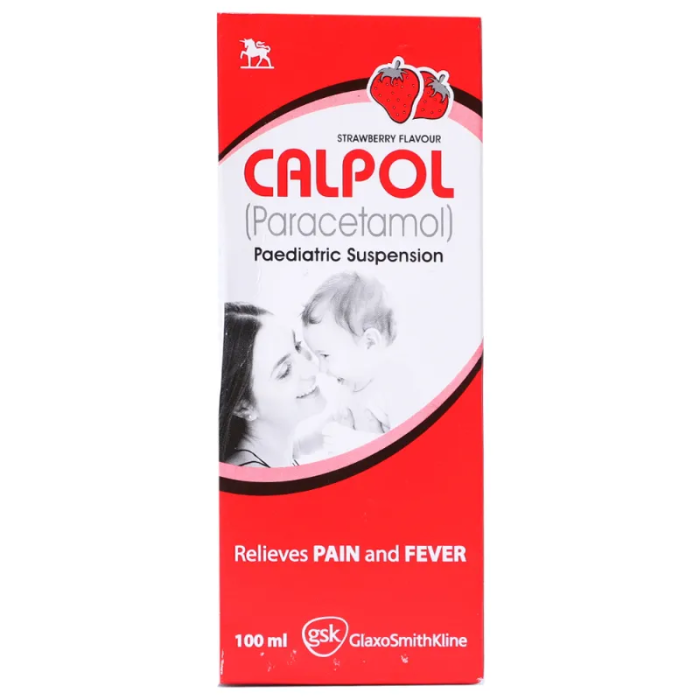 STRAWBERRY FLAVOUR
CALPOL
(Paracetamol)
Paediatric Suspension
Relieves PAIN and FEVER
100 ml gsk GlaxoSmithKline